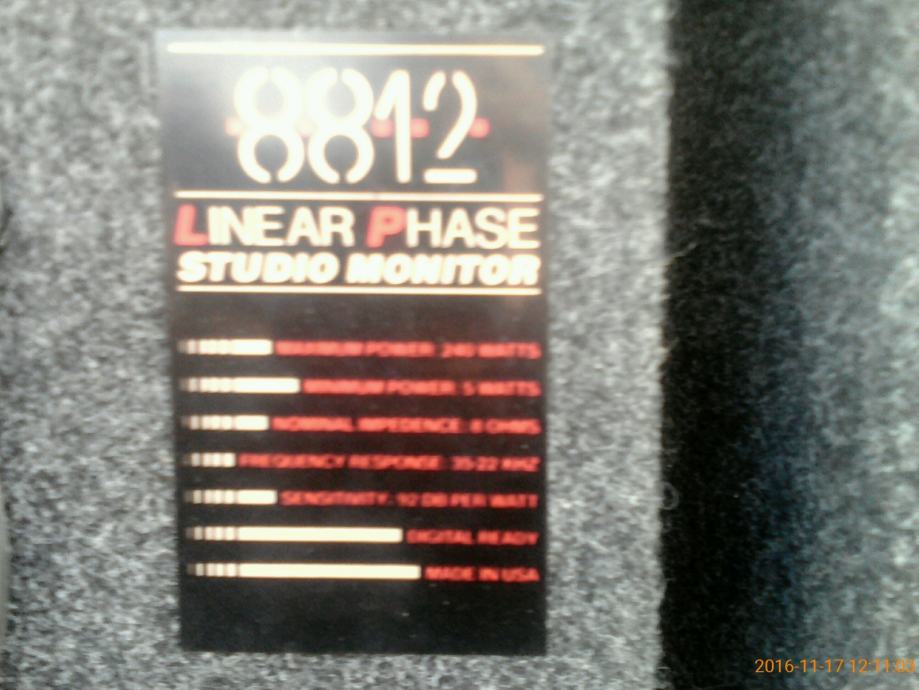 8812
LINEAR PHASE
STUDIO MONITOR
MAXIMUM POWER: 240 WATTS
MINIMUM POWER: 5 WATTS
NOMINAL IMPEDENCE: 8 OHMS
FREQUENCY RESPONSE: 35-22 KHZ
SENSITIVITY: 92 DB PER WATT
DIGITAL READY
MADE IN USA
2016-11-17 12:11:03